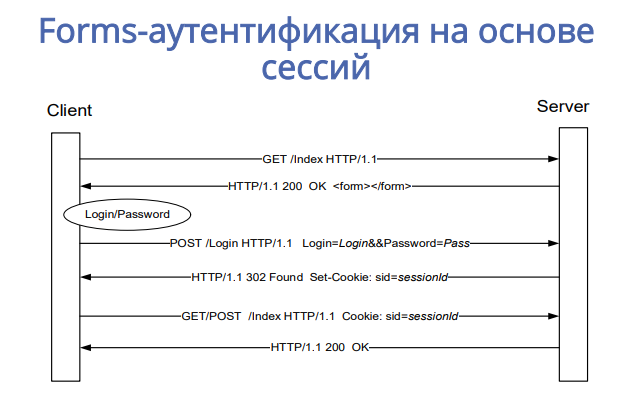 Forms-аутентификация на основе
сессий
Client
Server
GET /Index HTTP/1.1
HTTP/1.1 200 OK <form></form>
Login/Password
POST /Login HTTP/1.1 Login=Login&&Password=Pass
HTTP/1.1 302 Found Set-Cookie: sid=sessionId
GET/POST /Index HTTP/1.1 Cookie: sid=sessionId
HTTP/1.1 200 OK